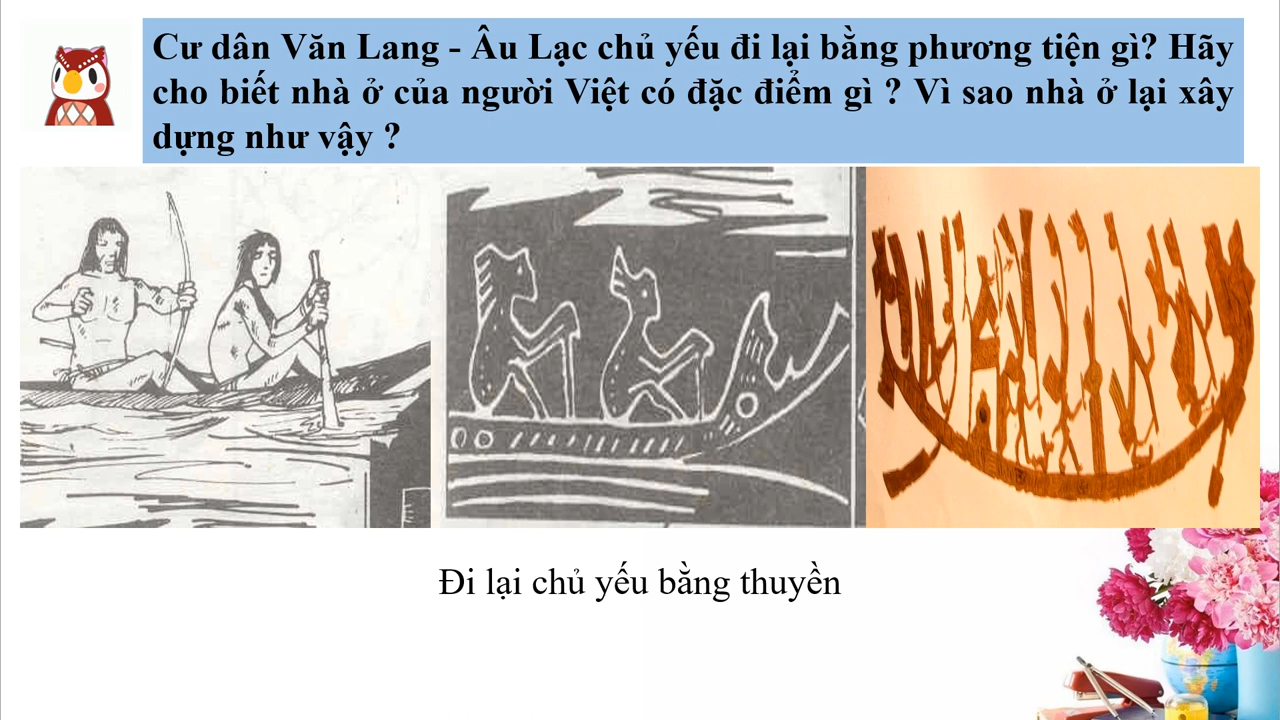 Cư dân Văn Lang - Âu Lạc chủ yếu đi lại bằng phương tiện gì? Hãy
cho biết nhà ở của người Việt có đặc điểm gì ? Vì sao nhà ở lại xây
dựng như vậy ?
Đi lại chủ yếu bằng thuyền